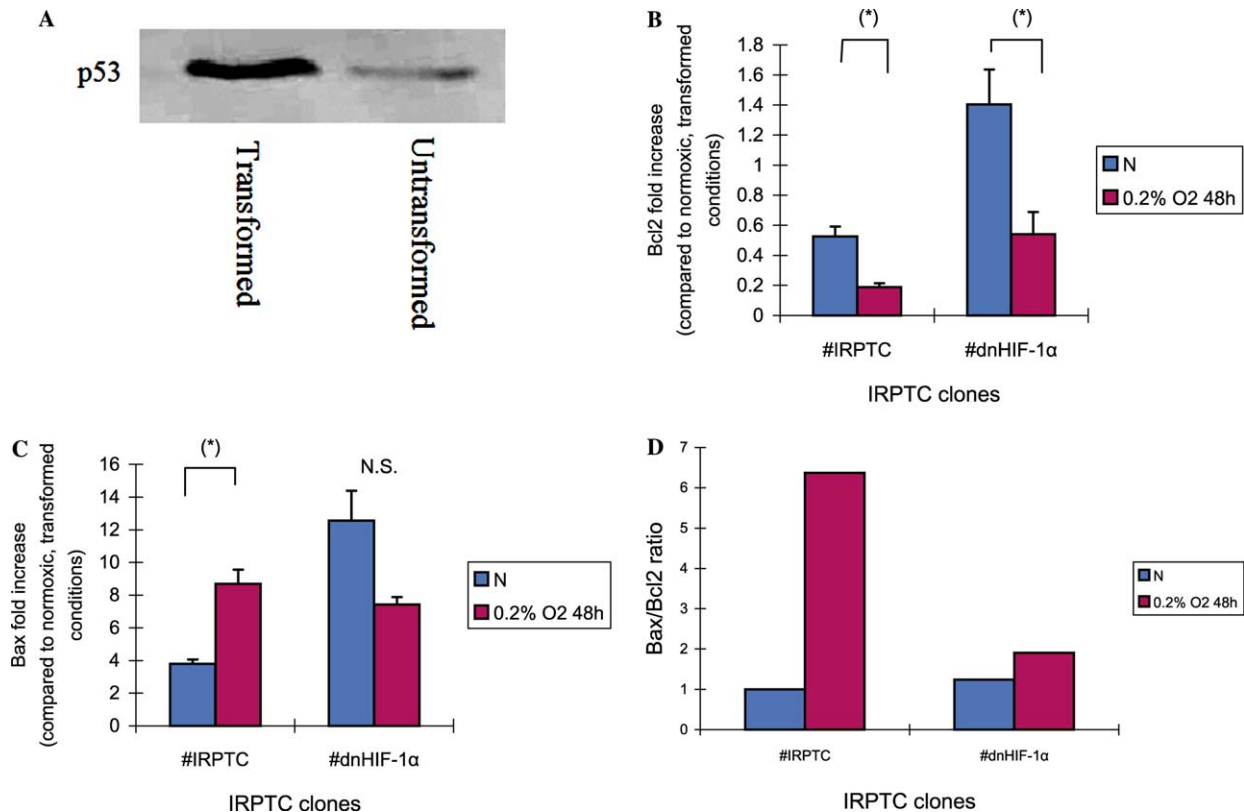 A
p53
Transformed
Untransformed
B
(*)
(*)
Bcl2 fold increase
(compared to normoxic, transformed
conditions)
1.8
1.6
1.4
1.2
1
0.8
0.6
0.4
0.2
0
#IRPTC
#dnHIF-1α
IRPTC clones
N
0.2% O2 48h
C
(*)
N.S.
Bax fold increase
(compared to normoxic, transformed
conditions)
16
14
12
10
8
6
4
2
0
#IRPTC
#dnHIF-1α
IRPTC clones
N
0.2% O2 48h
D
Bax/Bcl2 ratio
7
6
5
4
3
2
1
0
#IRPTC
#dnHIF-1α
IRPTC clones
N
0.2% O2 48h